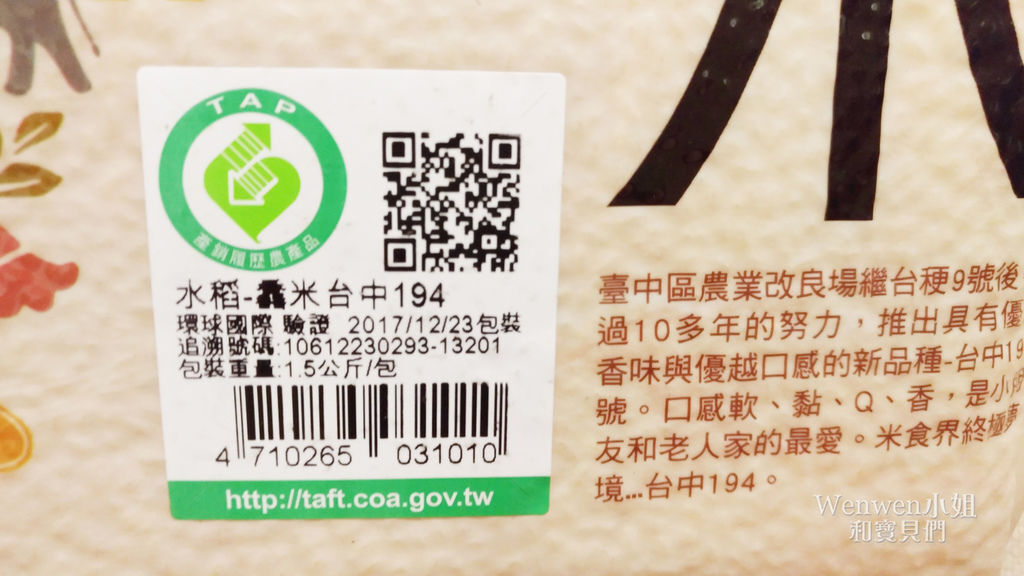 TAP
產銷履歷農產品
水稻-鱻米台中194
環球國際 驗證 2017/12/23包裝
追溯號碼:10612230293-13201
包裝重量:1.5公斤/包
4 710265 031010
http://taft.coa.gov.tw
米
臺中區農業改良場繼台稉9號後
過10多年的努力，推出具有優
香味與優越口感的新品種-台中19
號。口感軟、黏、Q、香，是小朋
友和老人家的最愛。米食界終極夢
境...台中194。
Wenwen小姐
和寶貝們